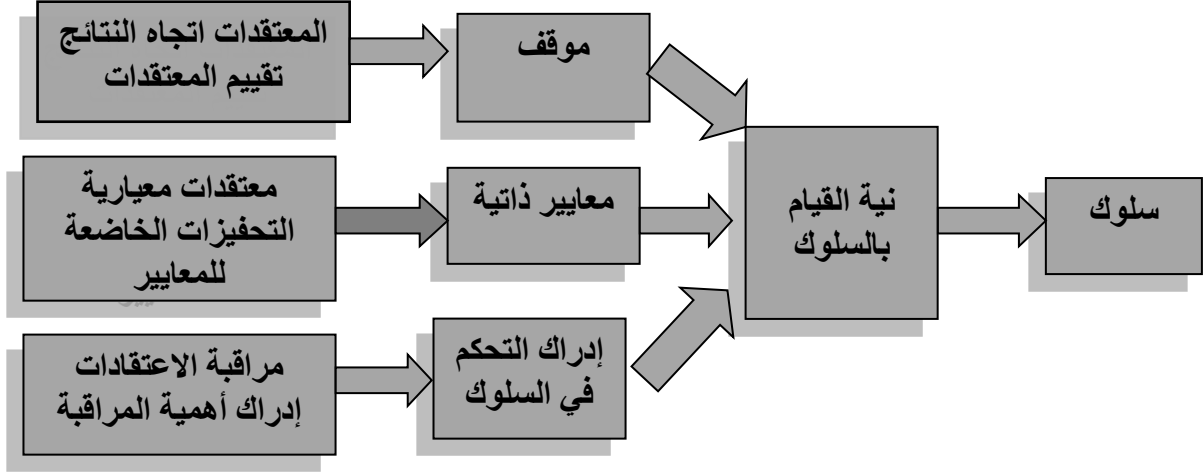 المعتقدات اتجاه النتائج
تقييم المعتقدات
موقف
معتقدات معيارية
التحفيزات الخاضعة
للمعايير
معايير ذاتية
مراقبة الاعتقادات
إدراك أهمية المراقبة
إدراك التحكم
في السلوك
نية القيام
بالسلوك
سلوك